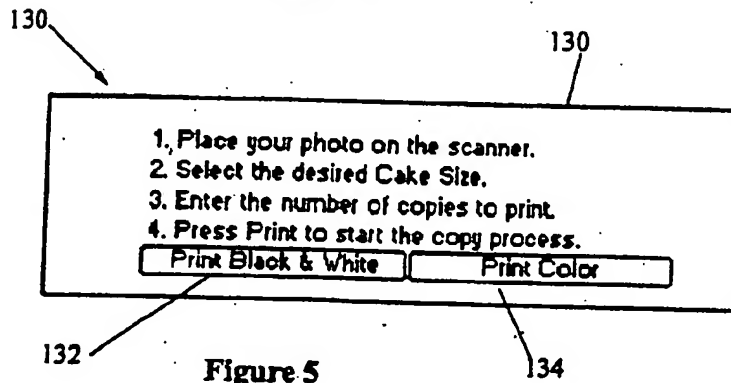 130
130
1. Place your photo on the scanner.
2. Select the desired Cake Size.
3. Enter the number of copies to print.
4. Press Print to start the copy process.
Print Black & White Print Color
132
134
Figure 5